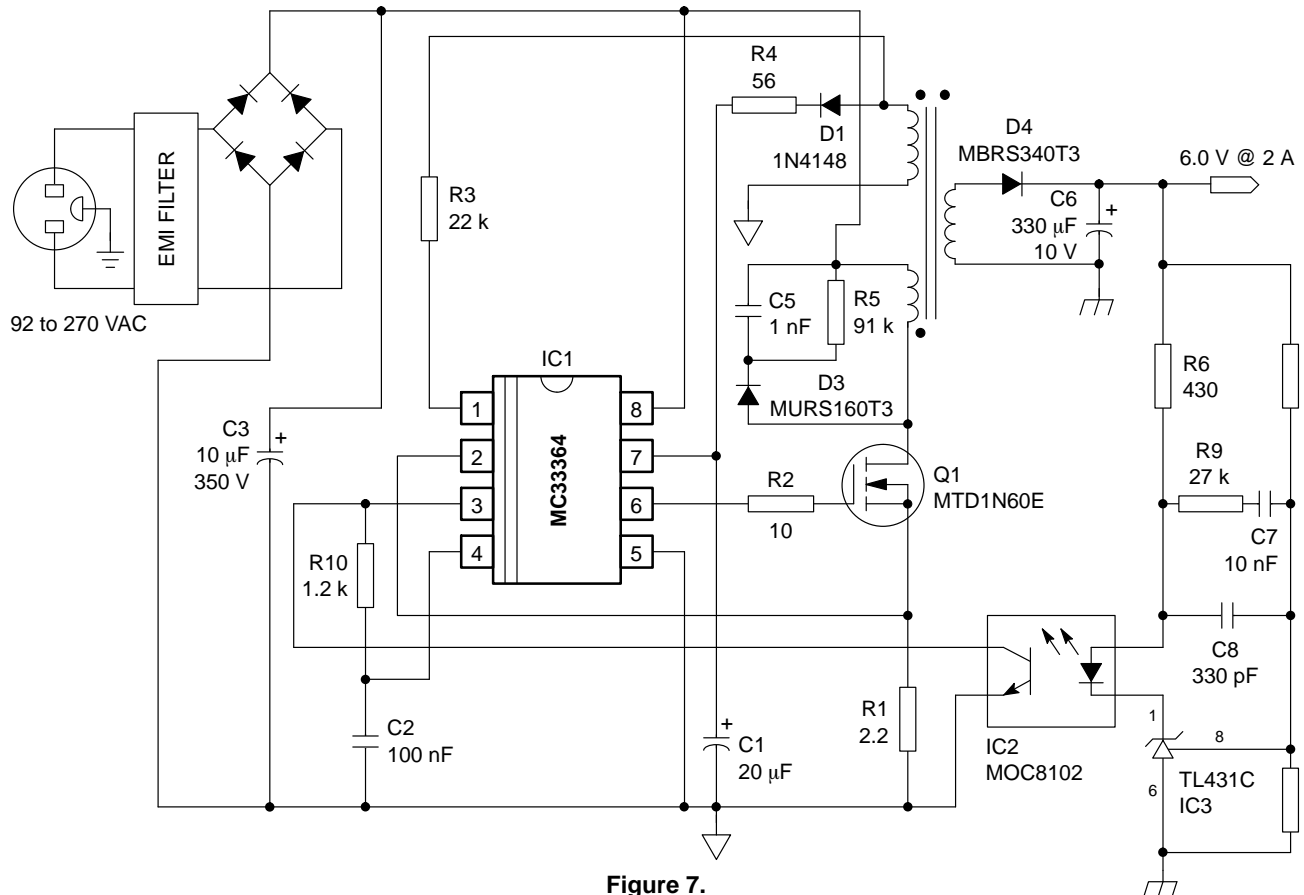 R4
56
D1
1N4148
D4
MBRS340T3
6.0 V @ 2 A
C6
330 μF
10 V
+
EMI FILTER
R3
22 k
92 to 270 VAC
C5
1 nF
R5
91 k
R6
430
IC1
D3
MURS160T3
C3
10 μF
350 V
+
MC33364
1
2
3
4
8
7
6
5
R2
10
Q1
MTD1N60E
R9
27 k
C7
10 nF
R10
1.2 k
C8
330 pF
C2
100 nF
+
C1
20 μF
R1
2.2
IC2
MOC8102
1
8
6
TL431C
IC3
Figure 7.